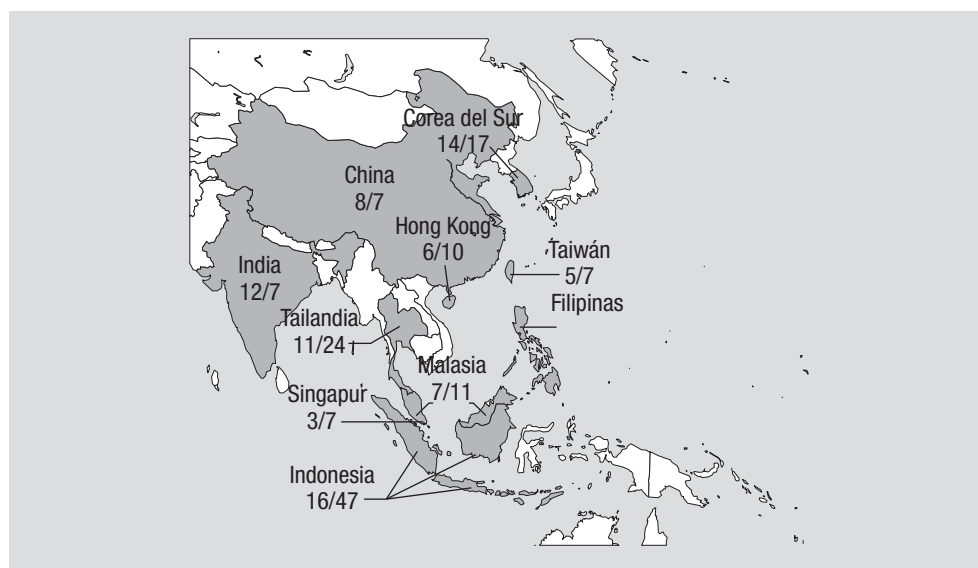 Corea del Sur
14/17
China
8/7
Hong Kong
6/10
Taiwán
5/7
India
12/7
Filipinas
Tailandia
11/24
Malasia
7/11
Singapur
3/7
Indonesia
16/47